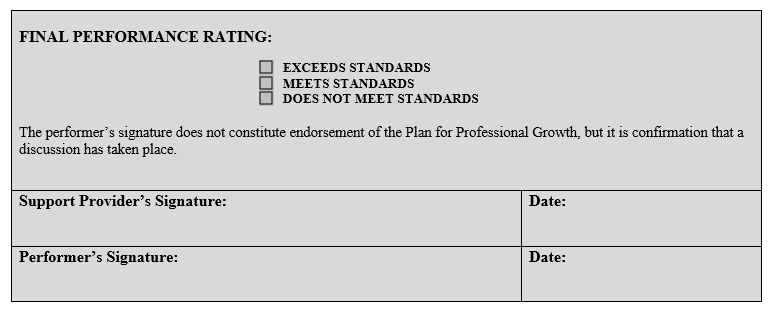 FINAL PERFORMANCE RATING:
EXCEEDS STANDARDS
MEETS STANDARDS
DOES NOT MEET STANDARDS
The performer’s signature does not constitute endorsement of the Plan for Professional Growth, but it is confirmation that a
discussion has taken place.
Support Provider’s Signature:
Date:
Performer’s Signature:
Date: